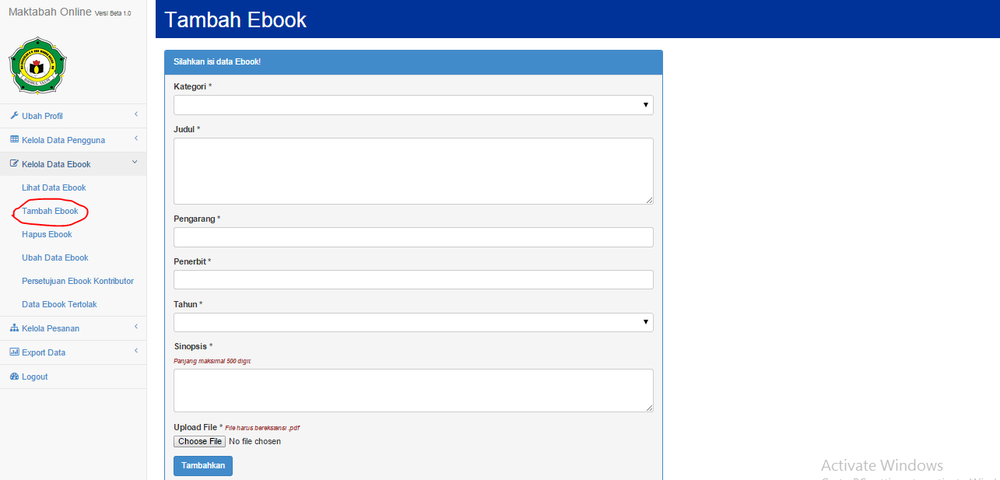 Maktabah Online Versi Beta 1.0
Ubah Profil
Kelola Data Pengguna
Kelola Data Ebook
Lihat Data Ebook
Tambah Ebook
Hapus Ebook
Ubah Data Ebook
Persetujuan Ebook Kontributor
Data Ebook Tertolak
Kelola Pesanan
Export Data
Logout
Tambah Ebook
Silahkan isi data Ebook!
Kategori *
Judul *
Pengarang *
Penerbit *
Tahun *
Sinopsis *
Panjang maksimal 500 digit
Upload File * File harus berekstensi .pdf
Choose File No file chosen
Tambahkan
Activate Windows